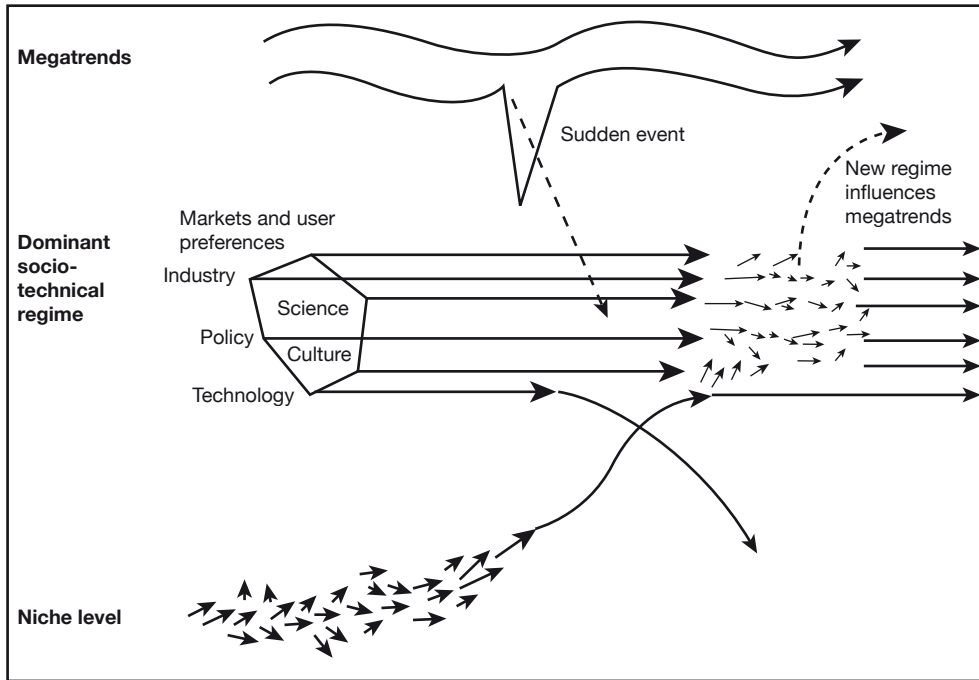 Megatrends
Sudden event
New regime
influences
megatrends
Markets and user
preferences
Dominant
socio-
technical
regime
Industry
Science
Policy
Culture
Technology
Niche level